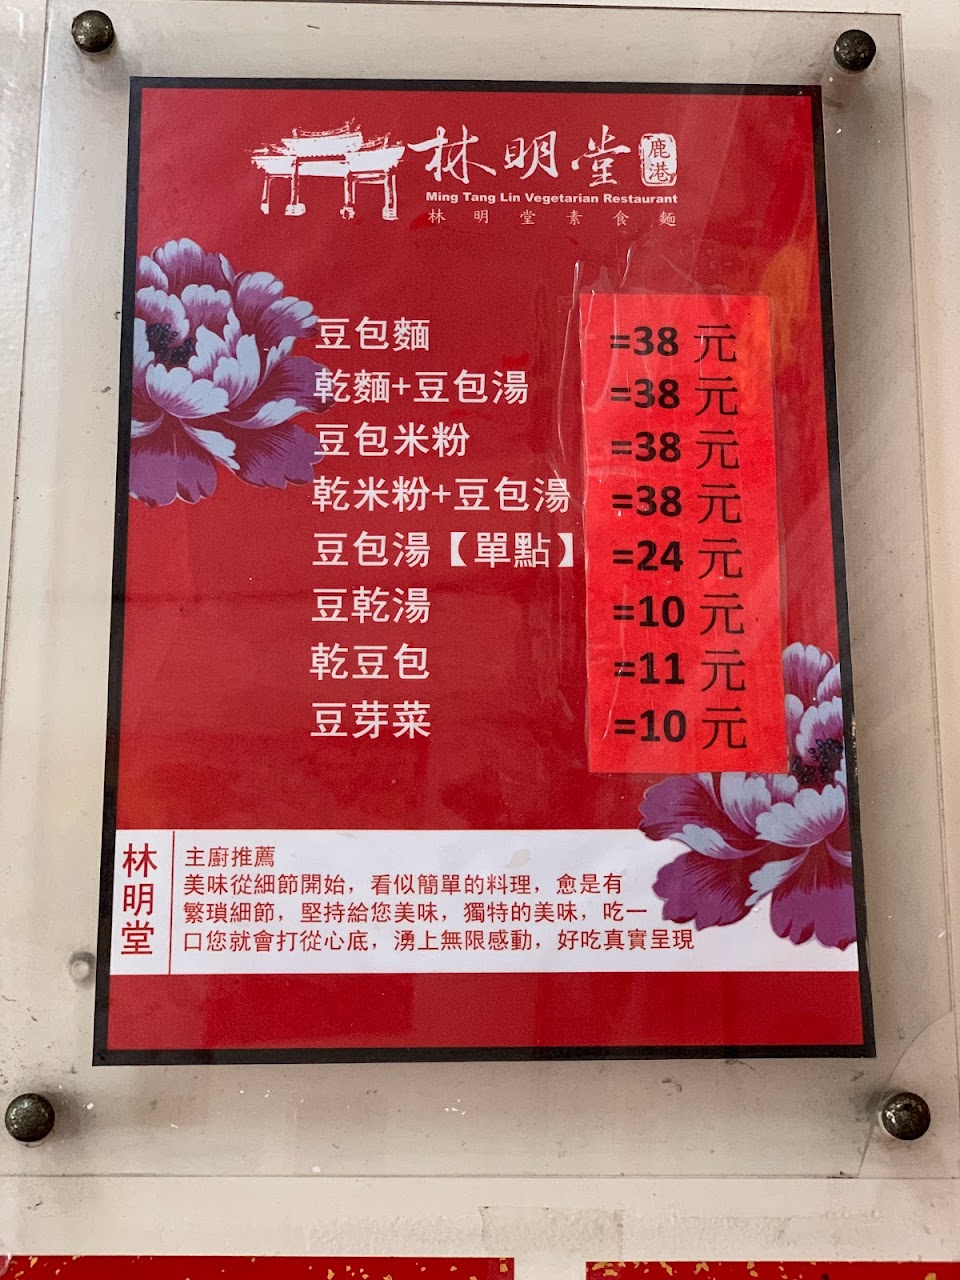 林明堂 鹿港
Ming Tang Lin Vegetarian Restaurant
林明堂素食麵
豆包麵 =38 元
乾麵+豆包湯 =38 元
豆包米粉 =38 元
乾米粉+豆包湯 =38 元
豆包湯【單點】 =24 元
豆乾湯 =10 元
乾豆包 =11 元
豆芽菜 =10 元
林明堂
主廚推薦
美味從細節開始，看似簡單的料理，愈是有
繁瑣細節，堅持給您美味，獨特的美味，吃一
口您就會打從心底，湧上無限感動，好吃真實呈現